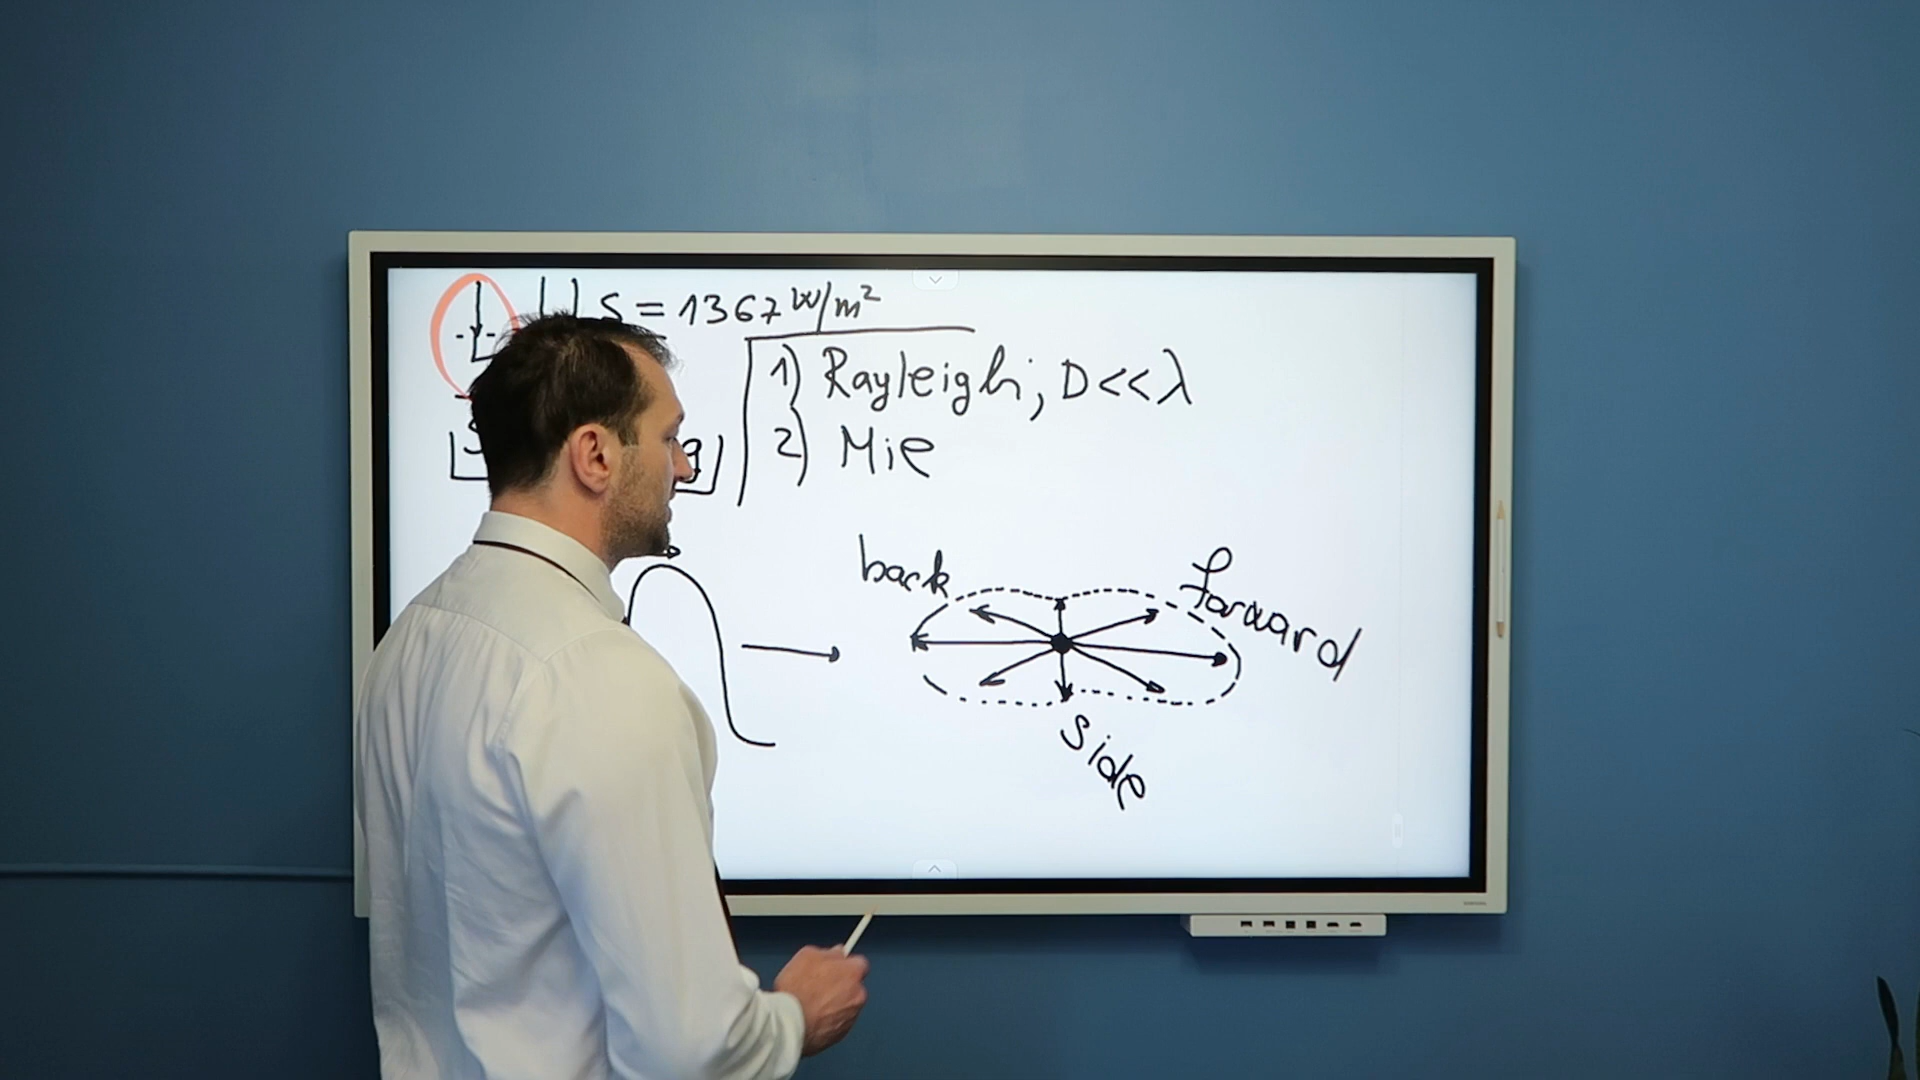 S = 1367 W/m²
1) Rayleigh; D<<λ
2) Mie
back
forward
side